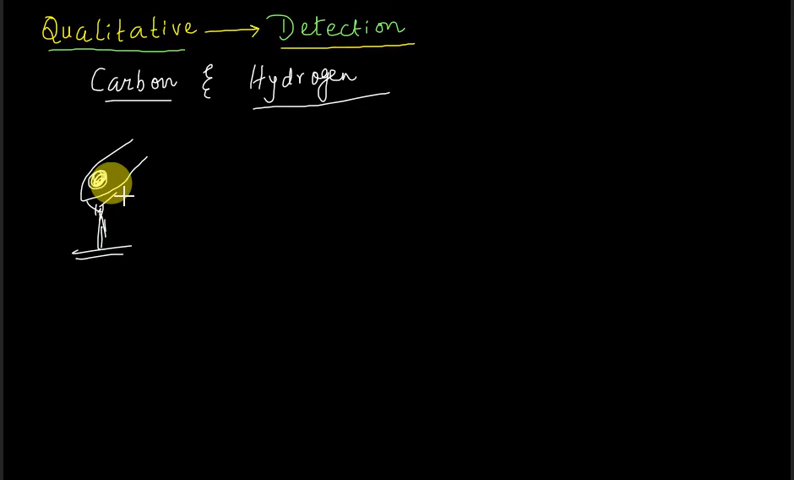 Qualitative → Detection
Carbon & Hydrogen